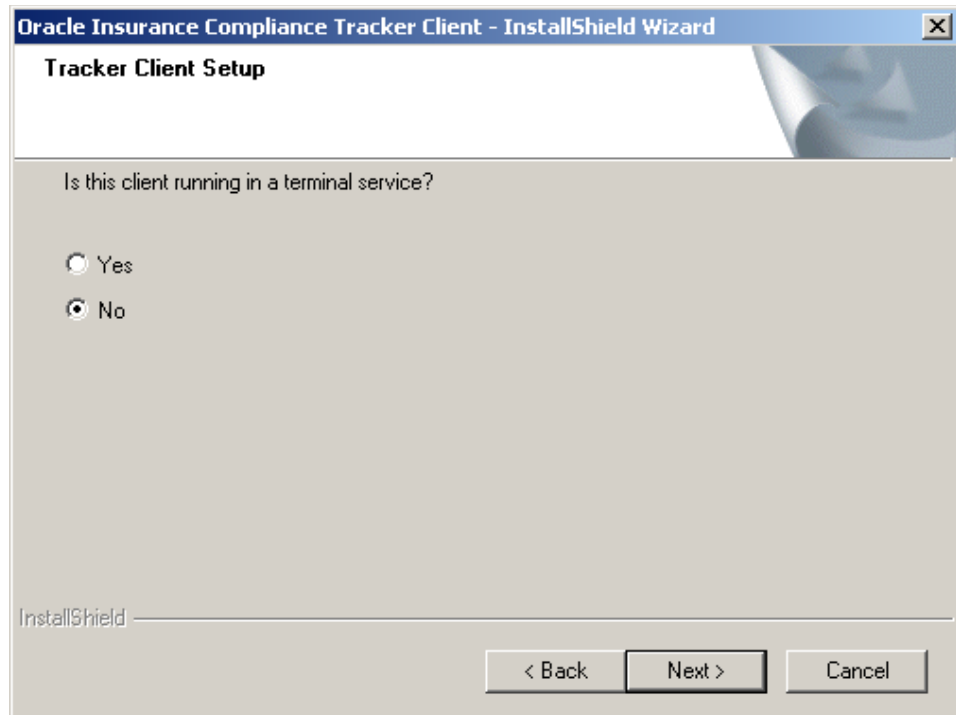 Oracle Insurance Compliance Tracker Client - InstallShield Wizard
Tracker Client Setup
Is this client running in a terminal service?
Yes
No
InstallShield
< Back Next > Cancel